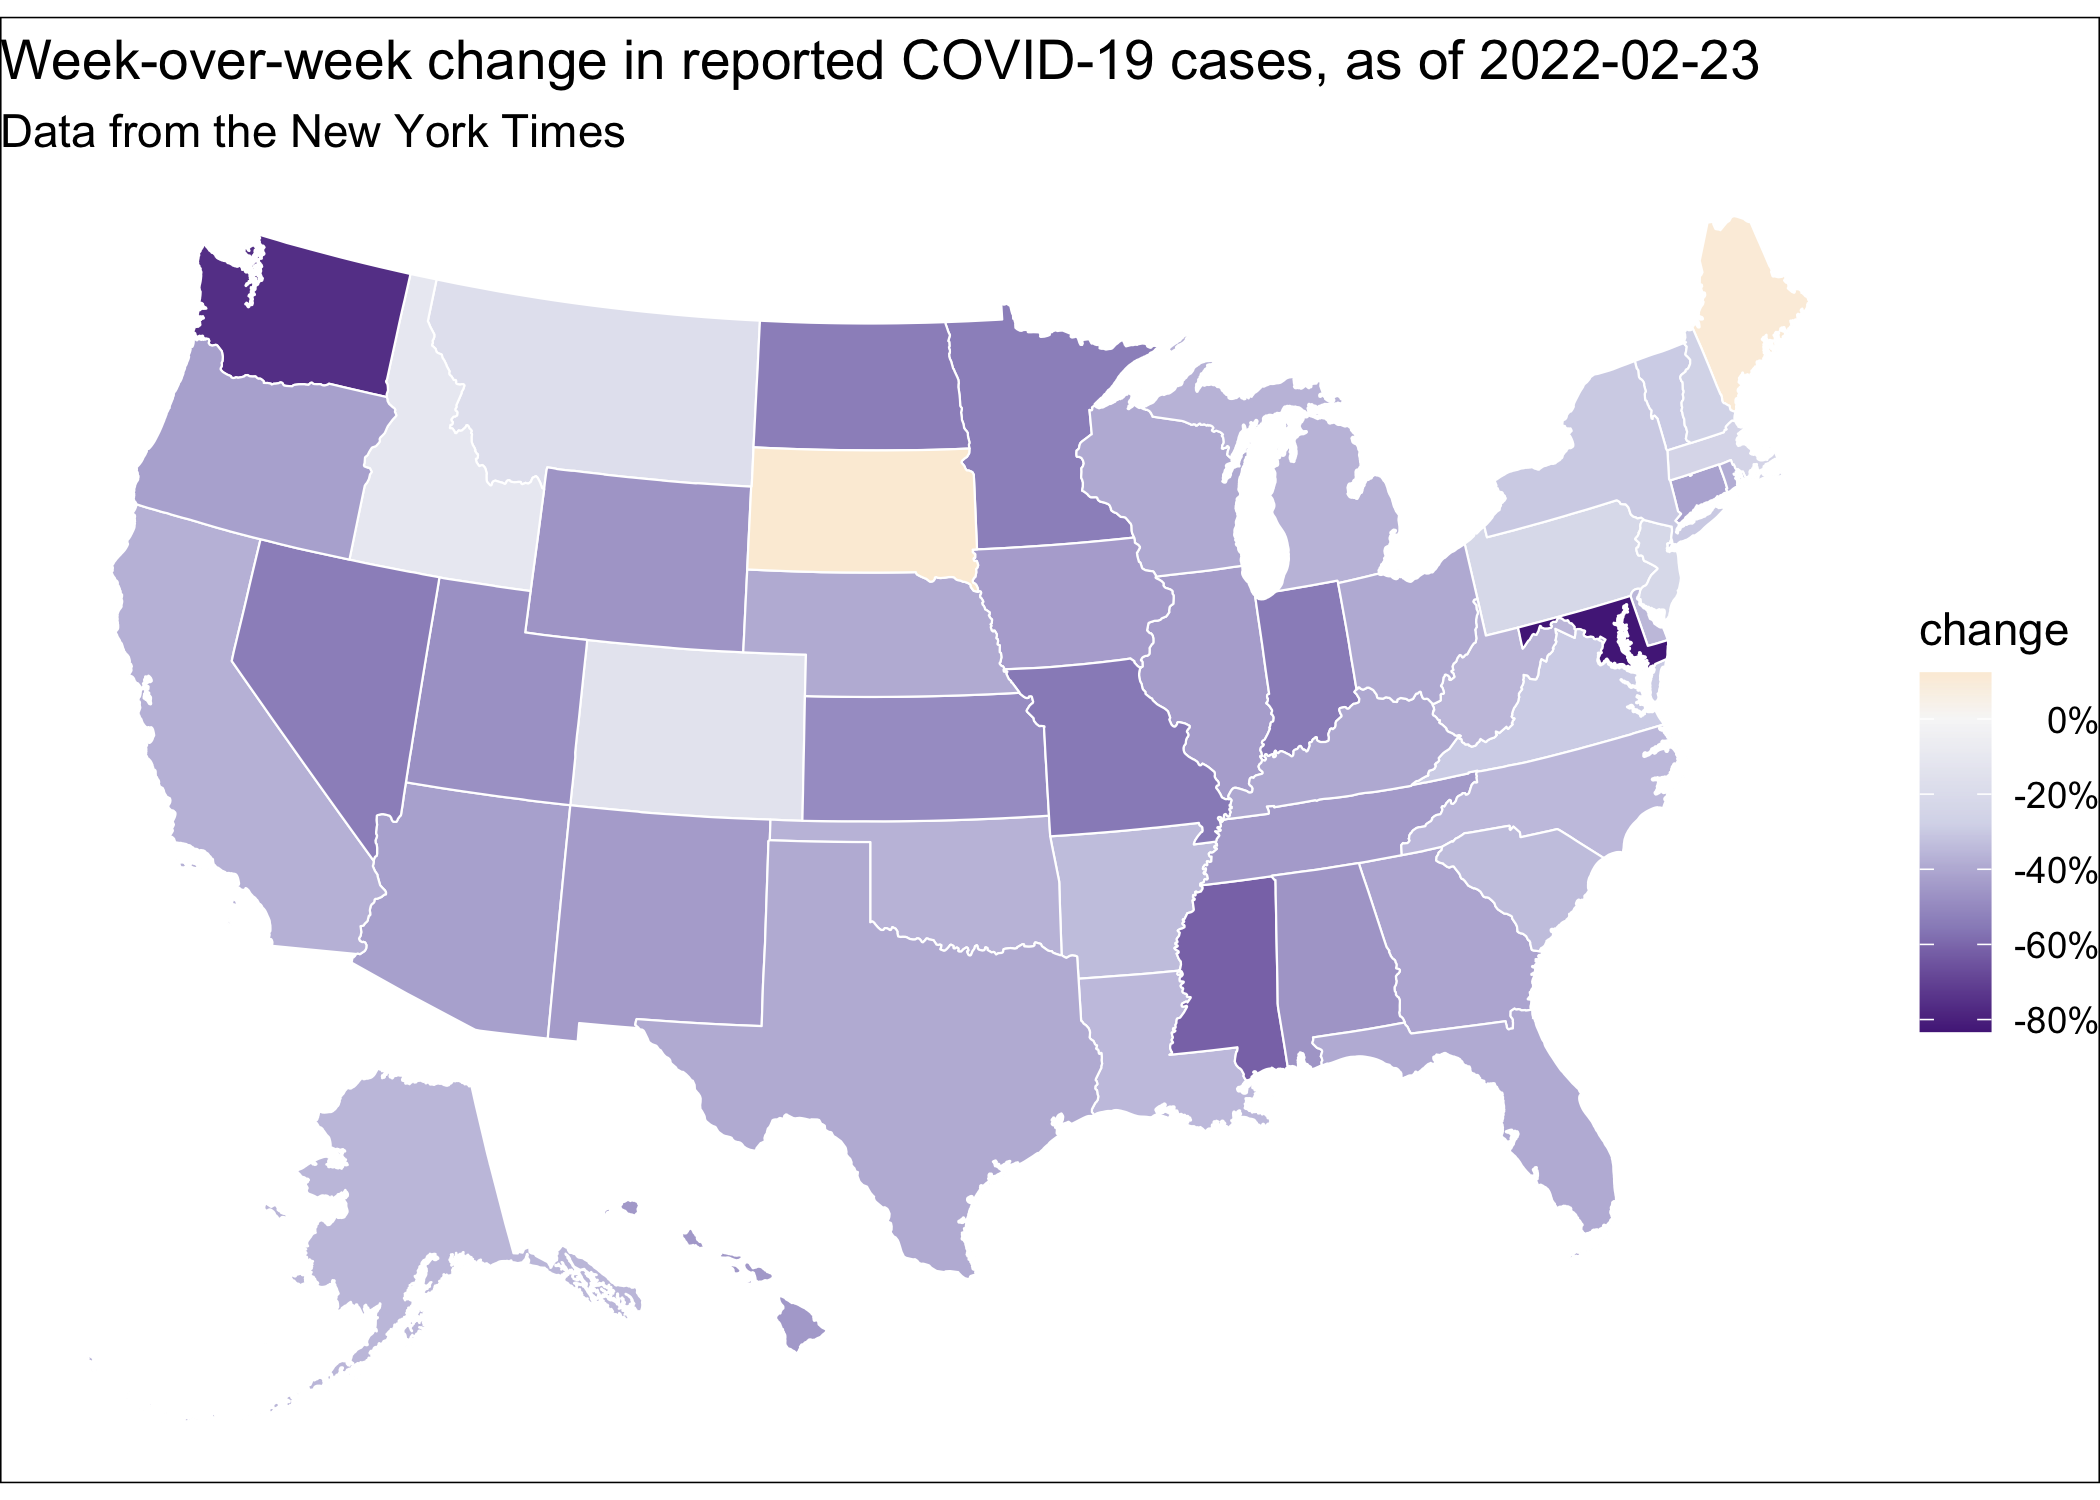 Week-over-week change in reported COVID-19 cases, as of 2022-02-23
Data from the New York Times
change
0%
-20%
-40%
-60%
-80%